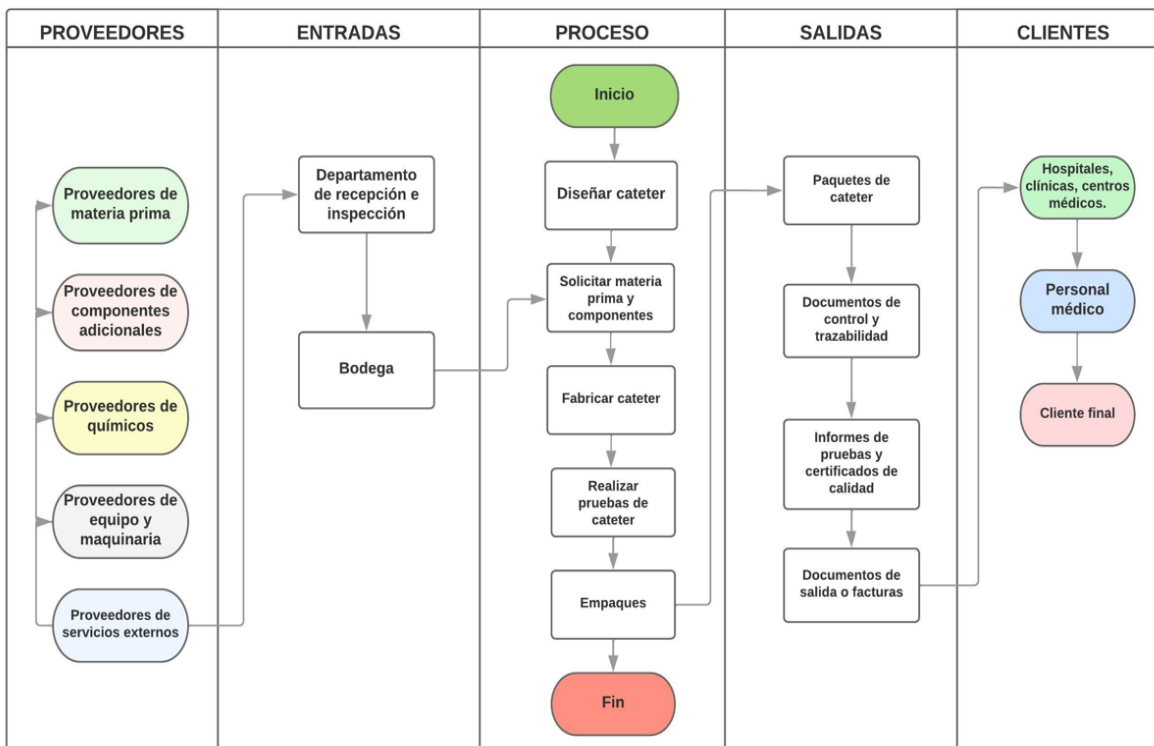 PROVEEDORES
ENTRADAS
PROCESO
SALIDAS
CLIENTES
Proveedores de
materia prima
Proveedores de
componentes
adicionales
Proveedores de
químicos
Proveedores de
equipo y
maquinaria
Proveedores de
servicios externos
Departamento
de recepción e
inspección
Bodega
Inicio
Diseñar cateter
Solicitar materia
prima y
componentes
Fabricar cateter
Realizar
pruebas de
cateter
Empaques
Fin
Paquetes de
cateter
Documentos de
control y
trazabilidad
Informes de
pruebas y
certificados de
calidad
Documentos de
salida o facturas
Hospitales,
clínicas, centros
médicos.
Personal
médico
Cliente final